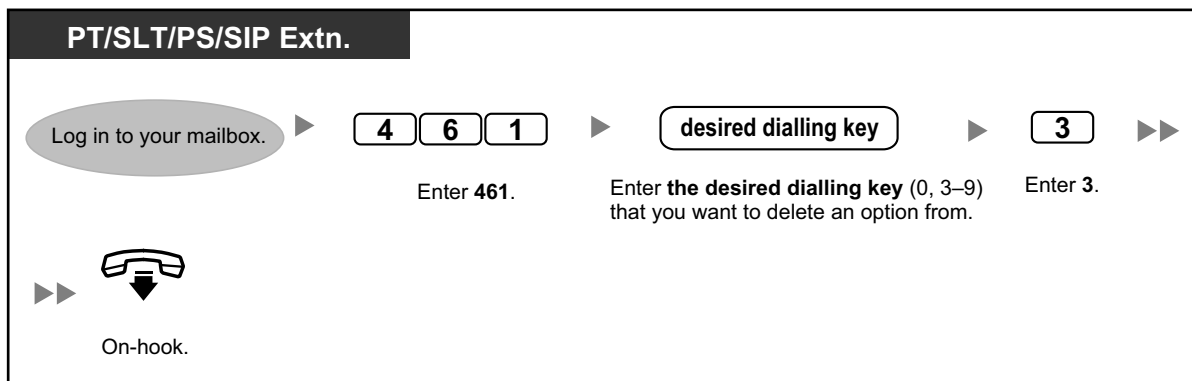 PT/SLT/PS/SIP Extn.
Log in to your mailbox.
4 6 1
desired dialling key
3
Enter 461.
Enter the desired dialling key (0, 3–9)
that you want to delete an option from.
Enter 3.
On-hook.